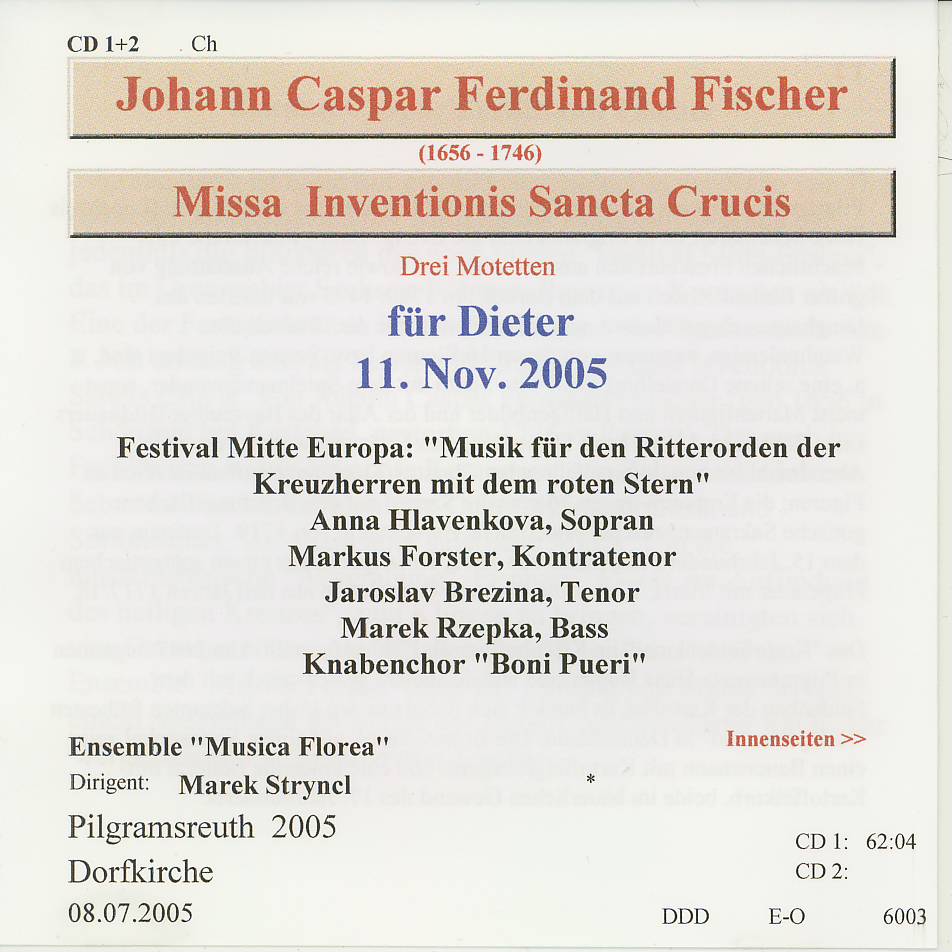 CD 1+2 . Ch
Johann Caspar Ferdinand Fischer
(1656 - 1746)
Missa Inventionis Sancta Crucis
Drei Motetten
für Dieter
11. Nov. 2005
Festival Mitte Europa: "Musik für den Ritterorden der
Kreuzherren mit dem roten Stern"
Anna Hlavenkova, Sopran
Markus Forster, Kontratenor
Jaroslav Brezina, Tenor
Marek Rzepka, Bass
Knabenchor "Boni Pueri"
Innenseiten >>
Ensemble "Musica Florea"
Dirigent: Marek Stryncl *
Pilgramsreuth 2005
CD 1: 62:04
Dorfkirche
CD 2:
08.07.2005
DDD E-O 6003